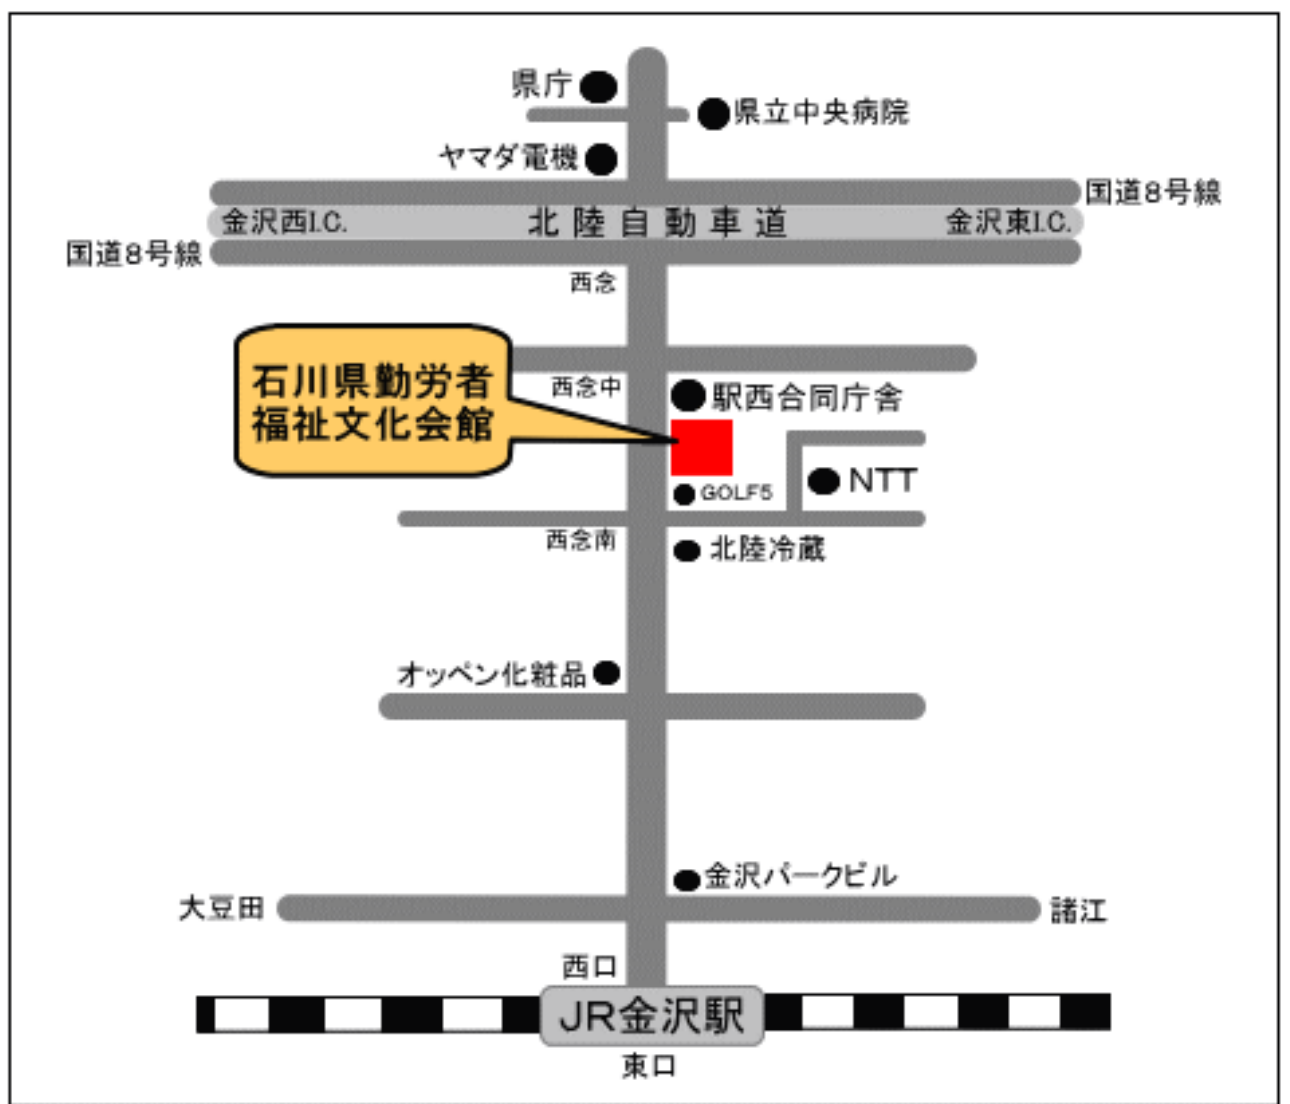 県庁
県立中央病院
ヤマダ電機
国道8号線
金沢西I.C.
北陸自動車道
金沢東I.C.
国道8号線
西念
石川県勤労者
福祉文化会館
西念中
駅西合同庁舎
GOLF5
NTT
西念南
北陸冷蔵
オッペン化粧品
金沢パークビル
大豆田
諸江
西口
JR金沢駅
東口